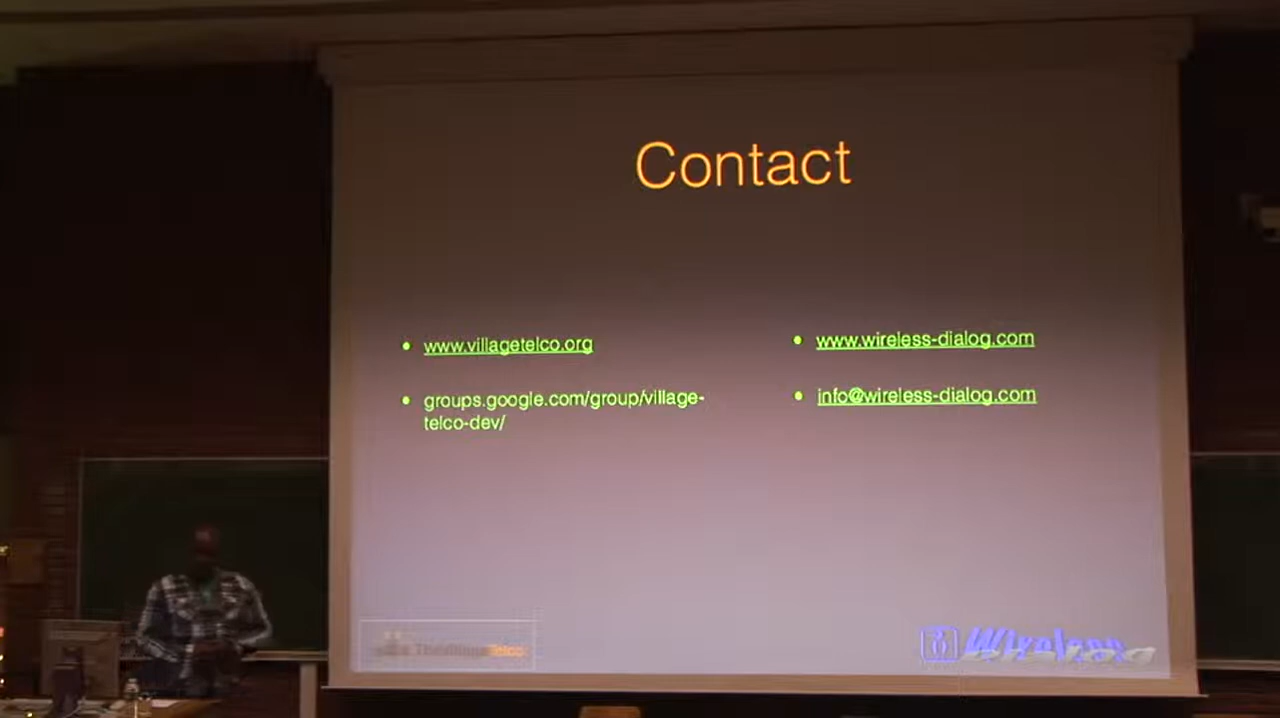 Contact
www.villagetelco.org
groups.google.com/group/village-
telco-dev/
www.wireless-dialog.com
info@wireless-dialog.com
Wireless